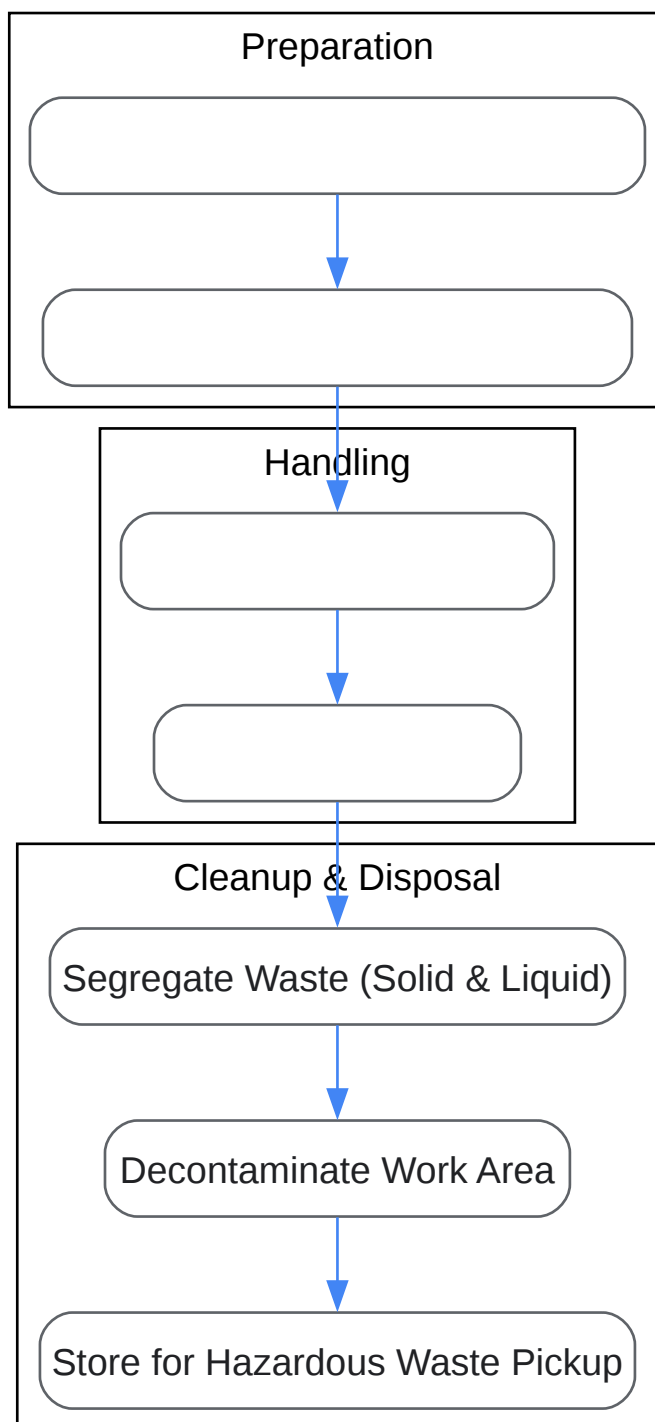 Preparation
Handling
Cleanup & Disposal
Segregate Waste (Solid & Liquid)
Decontaminate Work Area
Store for Hazardous Waste Pickup